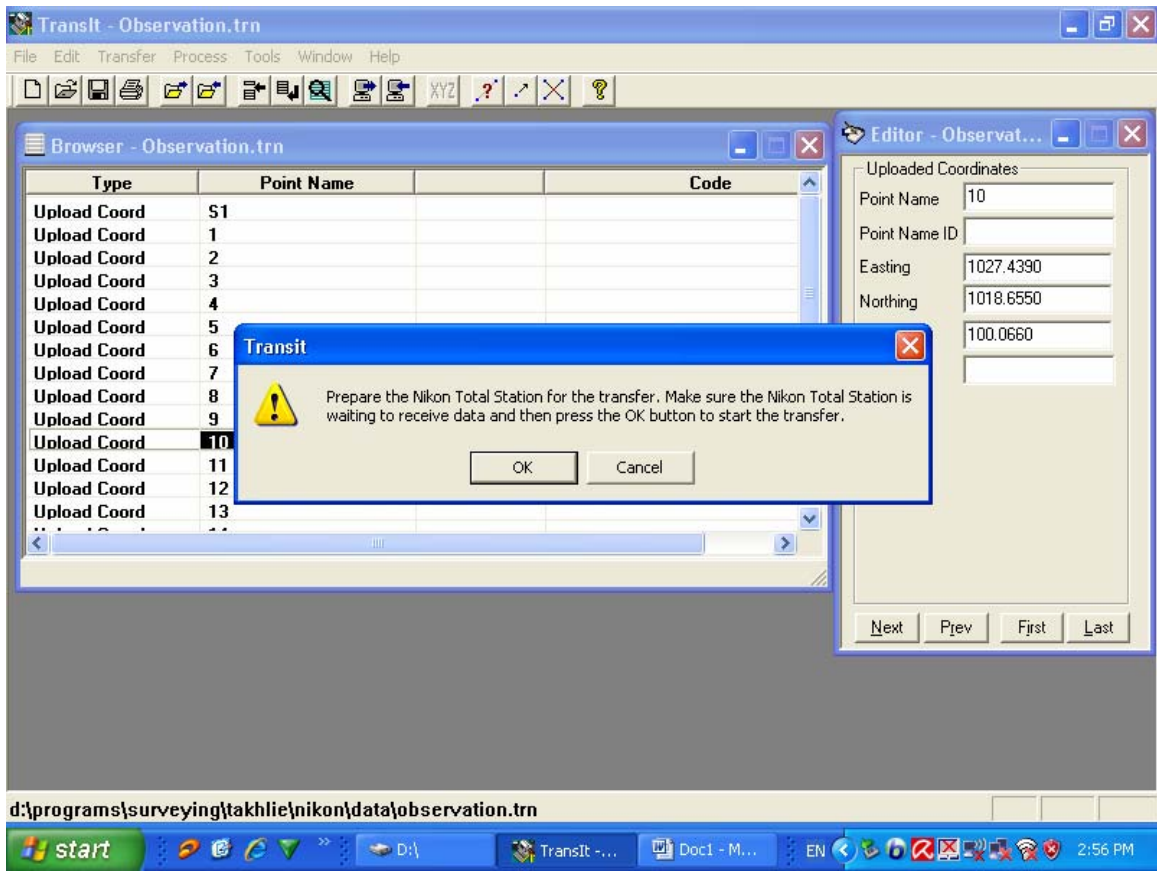 TransIt - Observation.trn
File Edit Transfer Process Tools Window Help
XYZ
Browser - Observation.trn
Type Point Name Code
Upload Coord S1
Upload Coord 1
Upload Coord 2
Upload Coord 3
Upload Coord 4
Upload Coord 5
Upload Coord 6
Upload Coord 7
Upload Coord 8
Upload Coord 9
Upload Coord 10
Upload Coord 11
Upload Coord 12
Upload Coord 13
Editor - Observat...
Uploaded Coordinates
Point Name 10
Point Name ID
Easting 1027.4390
Northing 1018.6550
100.0660
Next Prev First Last
Transit
Prepare the Nikon Total Station for the transfer. Make sure the Nikon Total Station is
waiting to receive data and then press the OK button to start the transfer.
OK Cancel
d:\programs\surveying\takhlie\nikon\data\observation.trn
start D:\ TransIt -... Doc1 - M... EN 2:56 PM